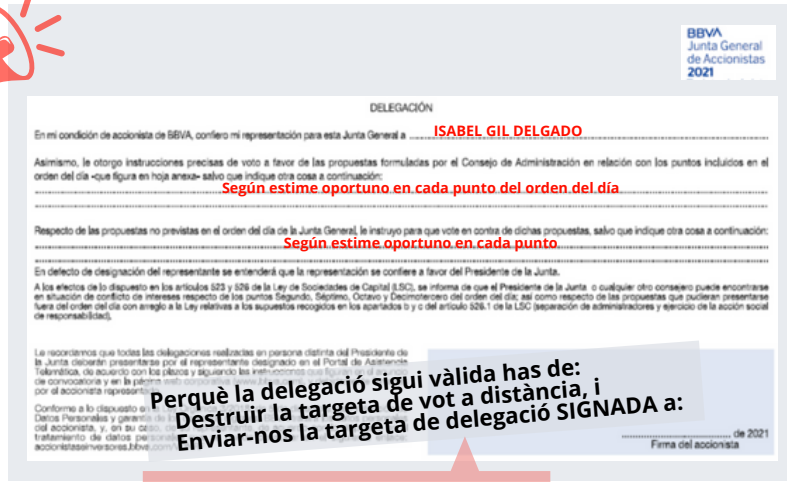 BBVA
Junta General
de Accionistas
2021
DELEGACIÓN
En mi condición de accionista de BBVA, confiero mi representación para esta Junta General a ISABEL GIL DELGADO
Asimismo, le otorgo instrucciones precisas de voto a favor de las propuestas formuladas por el Consejo de Administración en relación con los puntos incluidos en el
orden del día -que figura en hoja anexa- salvo que indique otra cosa a continuación:
Según estime oportuno en cada punto del orden del día
Respecto de las propuestas no previstas en el orden del día de la Junta General, le instruyo para que vote en contra de dichas propuestas, salvo que indique otra cosa a continuación:
Según estime oportuno en cada punto
En defecto de designación del representante se entenderá que la representación se confiere a favor del Presidente de la Junta.
A los efectos de lo dispuesto en los artículos 523 y 526 de la Ley de Sociedades de Capital (LSC), se informa de que el Presidente de la Junta o cualquier otro consejero puede encontrarse
en situación de conflicto de intereses respecto de los puntos Segundo, Séptimo, Octavo y Decimotercero del orden del día; así como respecto de las propuestas que pudieran presentarse
fuera del orden del día con arreglo a la Ley relativas a los supuestos recogidos en los apartados b y c del artículo 526.1 de la LSC (separación de administradores y ejercicio de la acción social
de responsabilidad).
Le recordamos que todas las delegaciones realizadas en persona distinta del Presidente de
la Junta deberán presentarse por el representante designado en el Portal de Asistencia
Telemática, de acuerdo con los plazos y siguiendo las instrucciones que figuran en el
de convocatoria y en la página web corporativa
por el accionista
Conforme a lo dispuesto
Datos Personales y
del accionista, y, en su caso,
tratamiento de datos
accionistaseinversores.bbva.com
Perquè la delegació sigui vàlida has de:
Destruir la targeta de vot a distància, i
Enviar-nos la targeta de delegació SIGNADA a:
de 2021
Firma del accionista